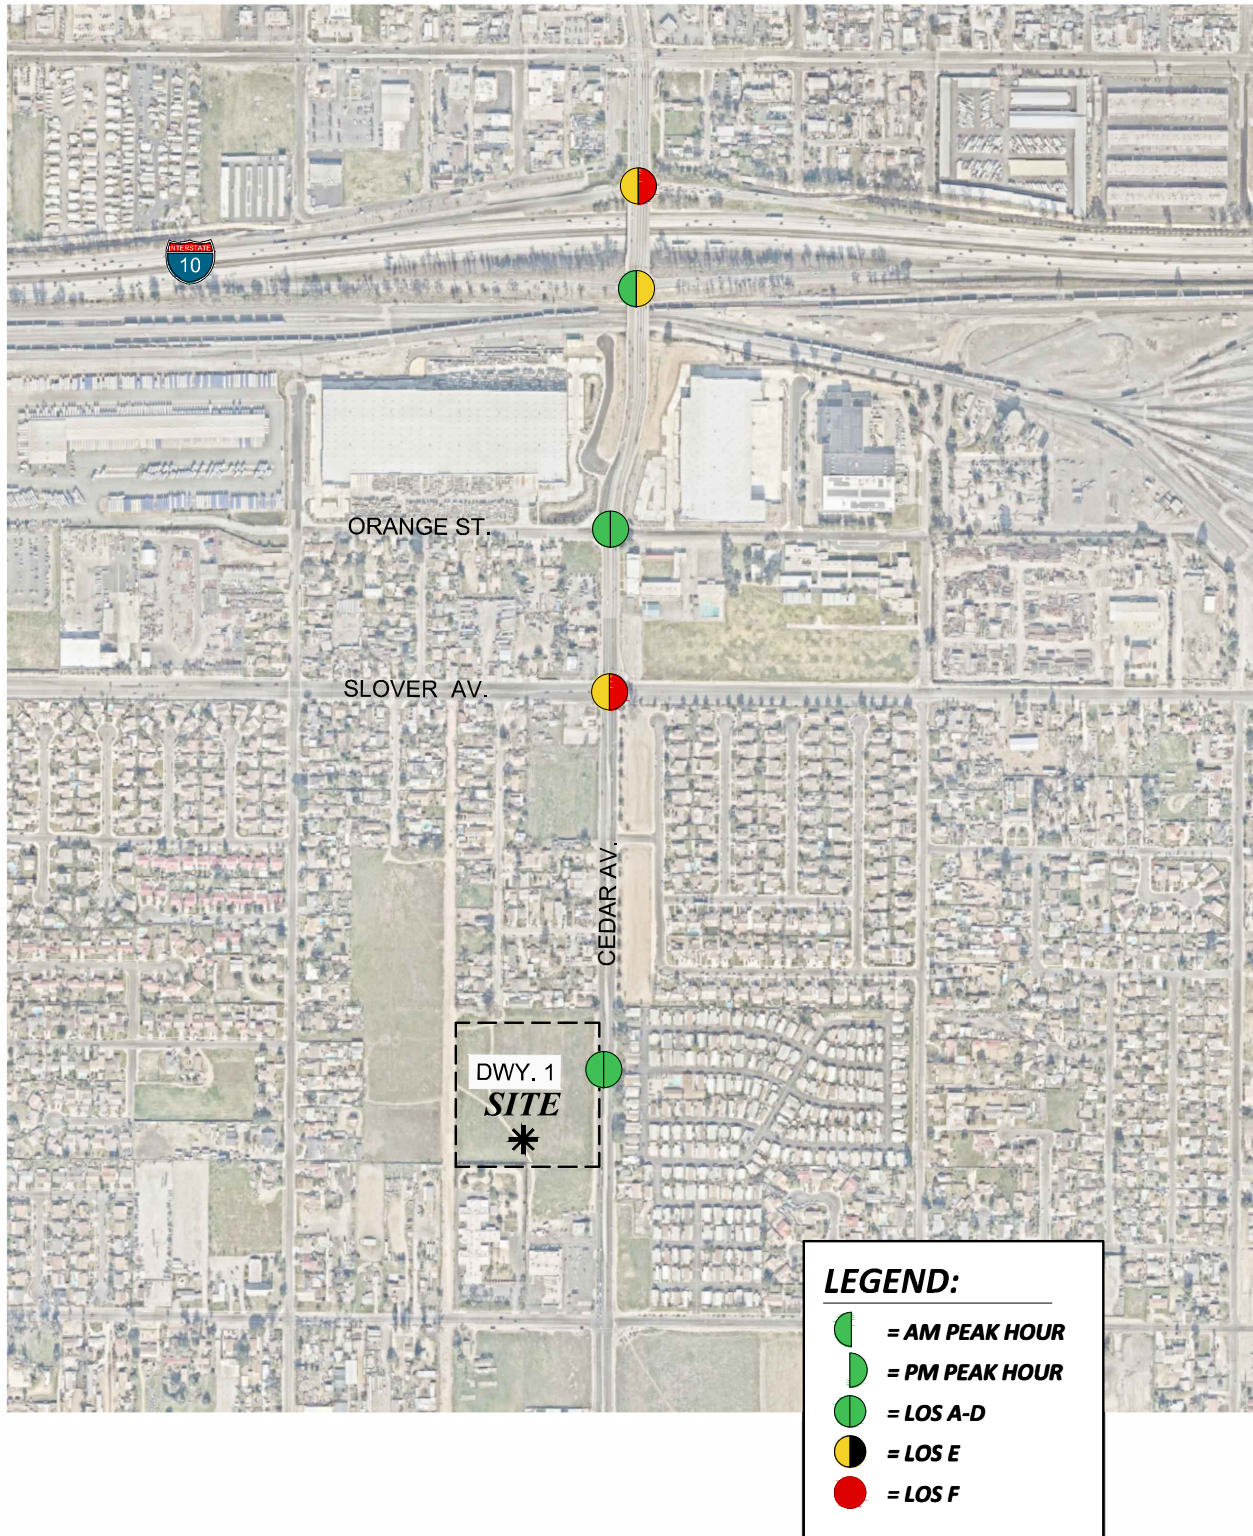 INTERSTATE
10
ORANGE ST.
SLOVER AV.
CEDAR AV.
DWY. 1
SITE
LEGEND:
= AM PEAK HOUR
= PM PEAK HOUR
= LOS A-D
= LOS E
= LOS F